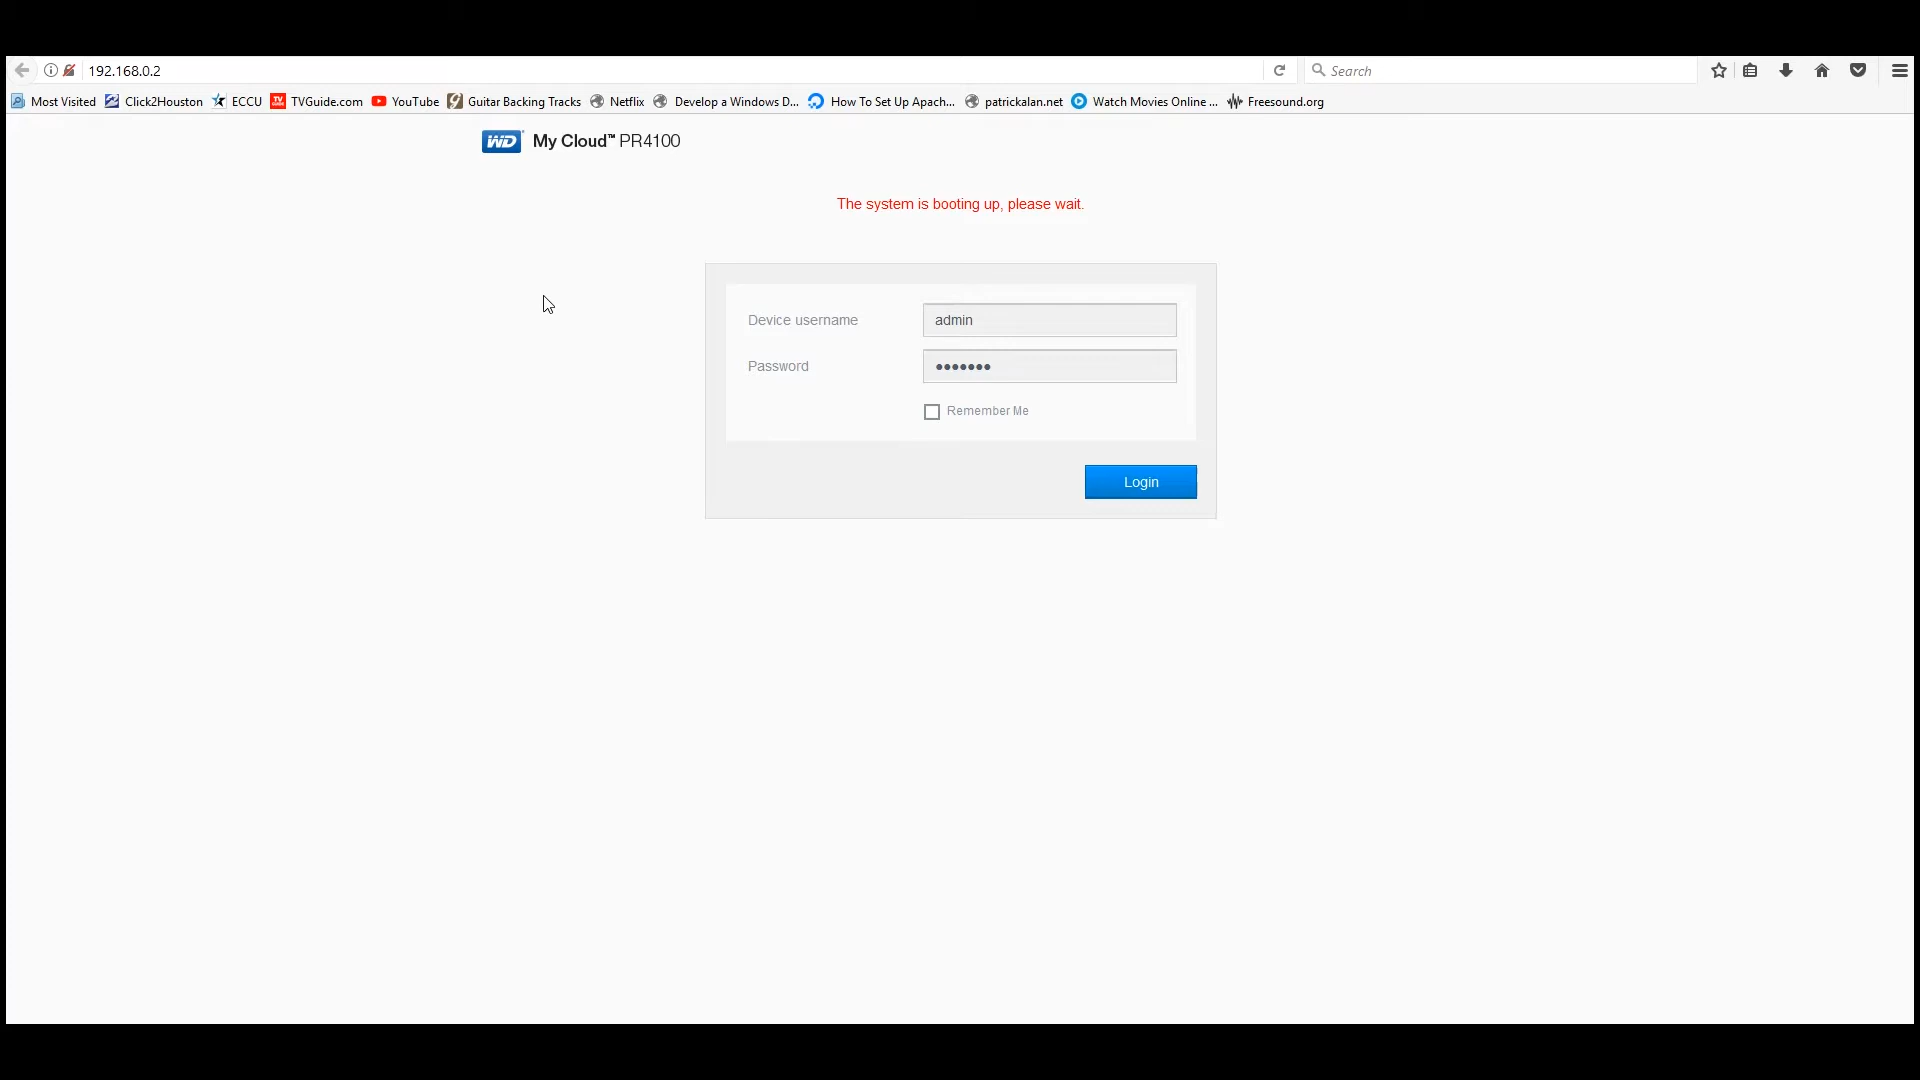 192.168.0.2
Search
Most Visited Click2Houston ECCU TVGuide.com YouTube Guitar Backing Tracks Netflix Develop a Windows D... How To Set Up Apach... patrickalan.net Watch Movies Online ... Freesound.org
WD My Cloud™ PR4100
The system is booting up, please wait.
Device username admin
Password •••••••
Remember Me
Login